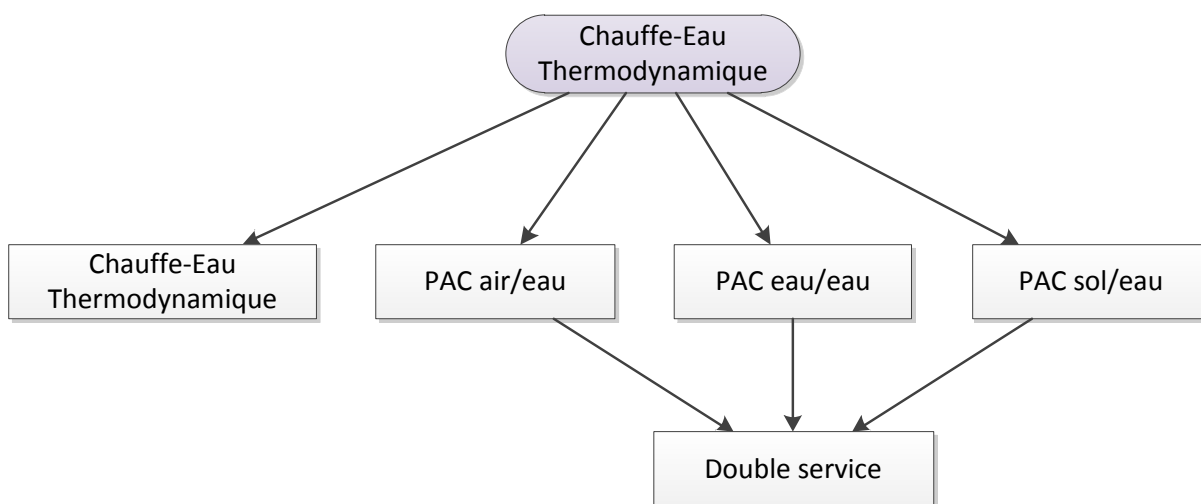 Chauffe-Eau
Thermodynamique
Chauffe-Eau
Thermodynamique
PAC air/eau
PAC eau/eau
PAC sol/eau
Double service